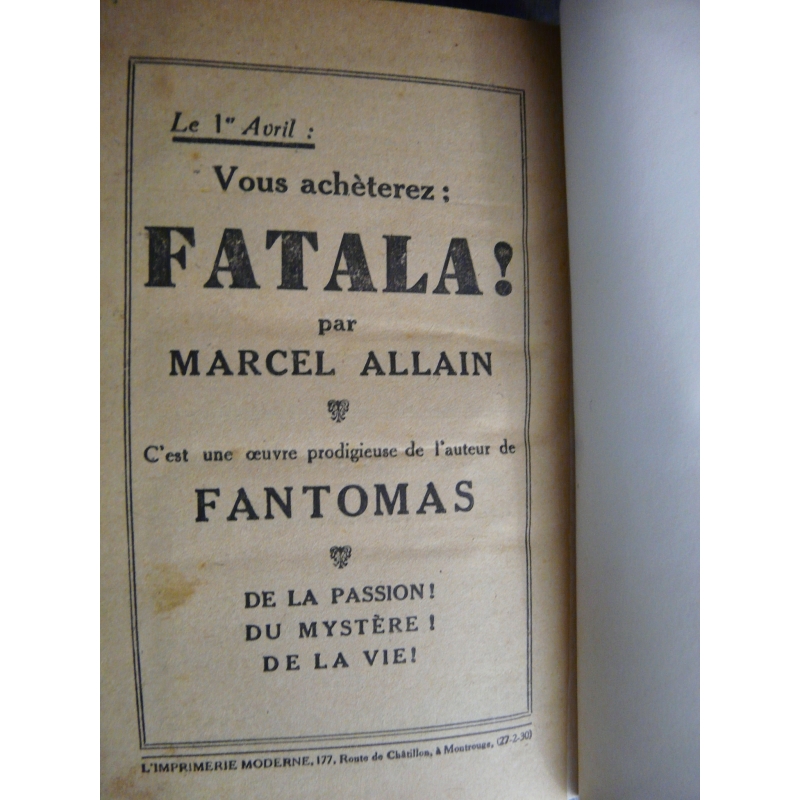 Le 1er Avril :
Vous achèterez :
FATALA!
par
MARCEL ALLAIN
C'est une œuvre prodigieuse de l'auteur de
FANTOMAS
DE LA PASSION!
DU MYSTÈRE !
DE LA VIE!
L'IMPRIMERIE MODERNE, 177, Route de Châtillon, à Montrouge, (27-2-30)